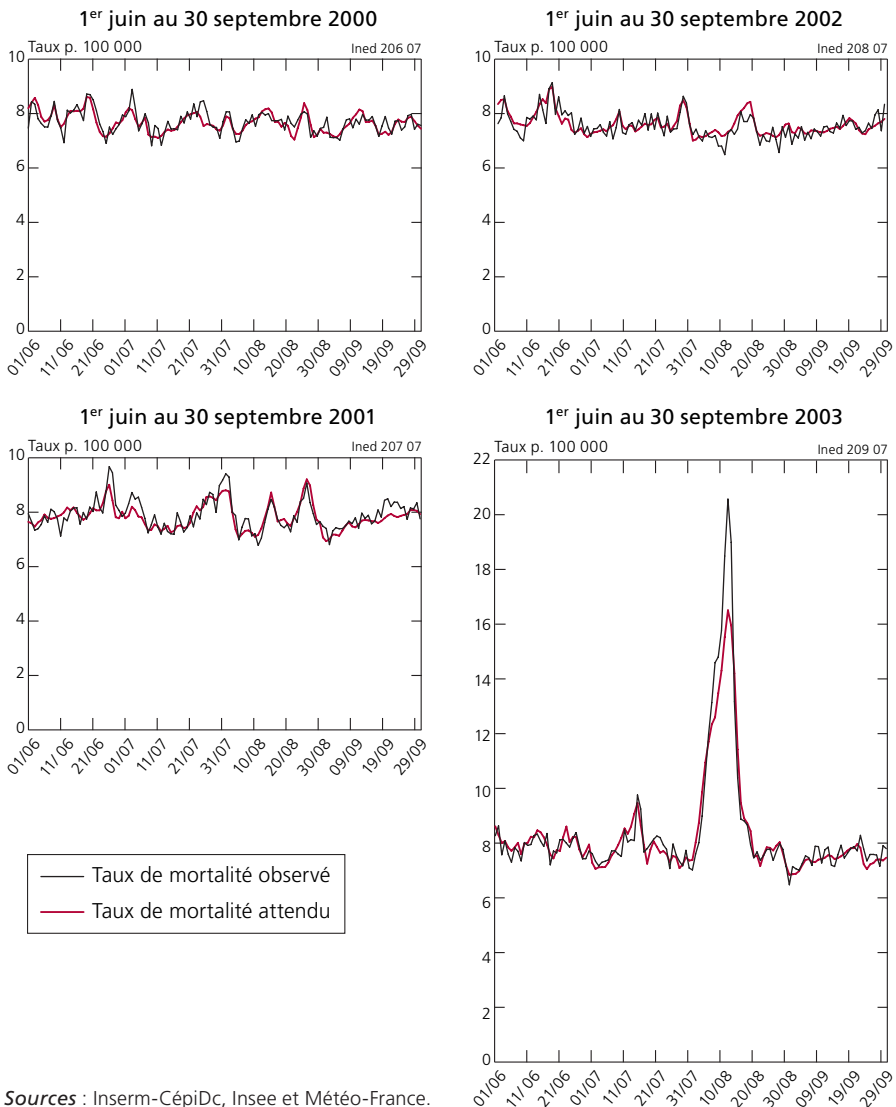 1er juin au 30 septembre 2000
Taux p. 100 000 Ined 206 07
10
8
6
4
2
0
01/06 11/06 21/06 01/07 11/07 21/07 31/07 10/08 20/08 30/08 09/09 19/09 29/09
1er juin au 30 septembre 2002
Taux p. 100 000 Ined 208 07
10
8
6
4
2
0
01/06 11/06 21/06 01/07 11/07 21/07 31/07 10/08 20/08 30/08 09/09 19/09 29/09
1er juin au 30 septembre 2001
Taux p. 100 000 Ined 207 07
10
8
6
4
2
0
01/06 11/06 21/06 01/07 11/07 21/07 31/07 10/08 20/08 30/08 09/09 19/09 29/09
1er juin au 30 septembre 2003
Taux p. 100 000 Ined 209 07
22
20
18
16
14
12
10
8
6
4
2
0
01/06 11/06 21/06 01/07 11/07 21/07 31/07 10/08 20/08 30/08 09/09 19/09 29/09
Taux de mortalité observé
Taux de mortalité attendu
Sources : Inserm-CépiDc, Insee et Météo-France.